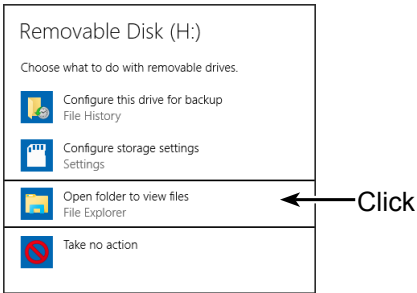 Removable Disk (H:)
Choose what to do with removable drives.
Configure this drive for backup
File History
Configure storage settings
Settings
Open folder to view files
File Explorer
Click
Take no action